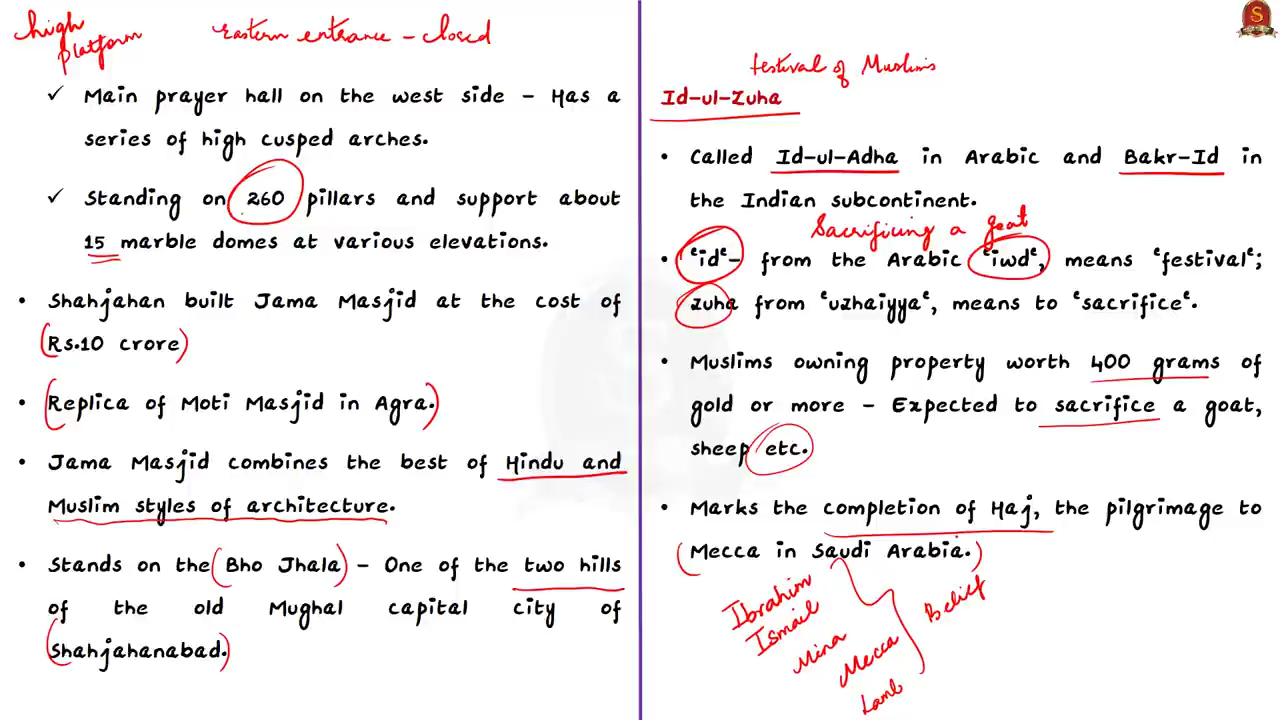 high
platform
Eastern entrance - closed
✓ Main prayer hall on the west side – Has a
series of high cusped arches.
✓ Standing on 260 pillars and support about
15 marble domes at various elevations.
• Shahjahan built Jama Masjid at the cost of
Rs.10 crore
• Replica of Moti Masjid in Agra.
• Jama Masjid combines the best of Hindu and
Muslim styles of architecture.
• Stands on the Bho Jhala – One of the two hills
of the old Mughal capital city of
Shahjahanabad.
festival of Muslims
Id-ul-Zuha
• Called Id-ul-Adha in Arabic and Bakr-Id in
the Indian subcontinent.
Sacrificing a goat
• 'id'- from the Arabic 'iwd', means 'festival';
zuha from 'uzhaiyya', means to 'sacrifice'.
• Muslims owning property worth 400 grams of
gold or more – Expected to sacrifice a goat,
sheep etc.
• Marks the completion of Haj, the pilgrimage to
Mecca in Saudi Arabia.
Ibrahim
Ismail
Mina
Mecca
Lamb
Belief